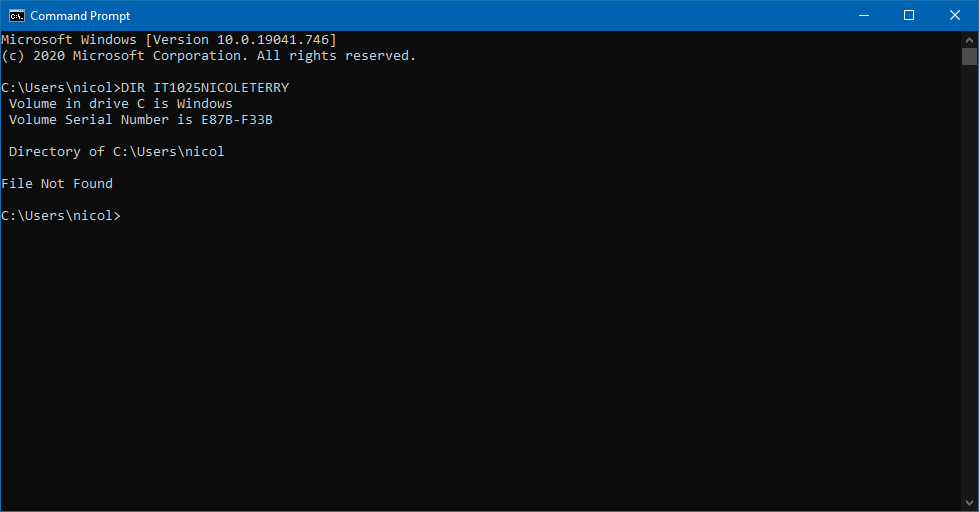 Command Prompt
Microsoft Windows [Version 10.0.19041.746]
(c) 2020 Microsoft Corporation. All rights reserved.
C:\Users\nicol>DIR IT1025NICOLETERRY
Volume in drive C is Windows
Volume Serial Number is E87B-F33B
Directory of C:\Users\nicol
File Not Found
C:\Users\nicol>